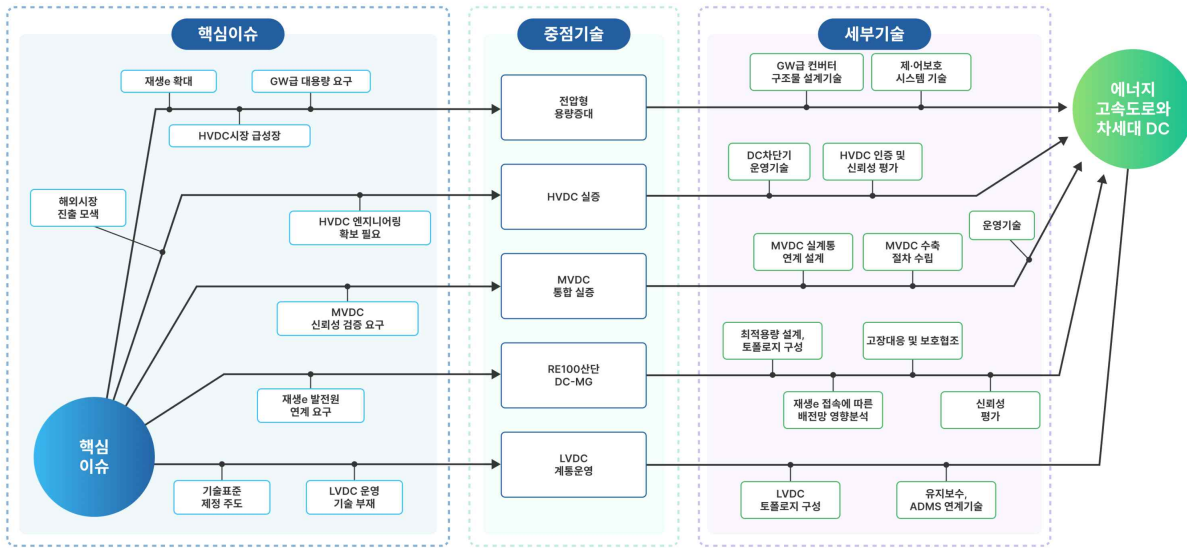 핵심이슈
중점기술
세부기술
재생e 확대
GW급 대용량 요구
HVDC시장 급성장
해외시장
진출 모색
HVDC 엔지니어링
확보 필요
MVDC
신뢰성 검증 요구
재생e 발전원
연계 요구
핵심
이슈
기술표준
제정 주도
LVDC 운영
기술 부재
전압형
용량증대
HVDC 실증
MVDC
통합 실증
RE100산단
DC-MG
LVDC
계통운영
GW급 컨버터
구조물 설계기술
제·어보호
시스템 기술
DC차단기
운영기술
HVDC 인증 및
신뢰성 평가
MVDC 실계통
연계 설계
MVDC 수축
절차 수립
운영기술
최적용량 설계,
토폴로지 구성
고장대응 및 보호협조
재생e 접속에 따른
배전망 영향분석
신뢰성
평가
LVDC
토폴로지 구성
유지보수,
ADMS 연계기술
에너지
고속도로와
차세대 DC